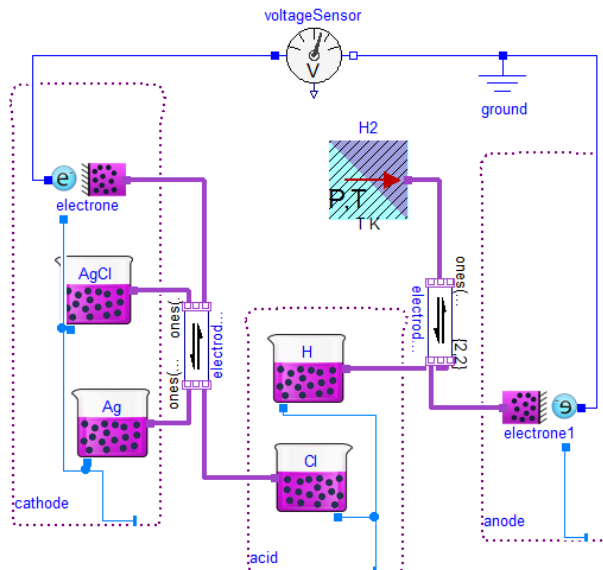 voltageSensor
V
ground
H2
P,T
T K
e-
electrone
AgCl
ones(...
electrod...
ones(...
Ag
cathode
H
Cl
acid
ones(...
electrod...
{2,2}
e-
electrone1
anode